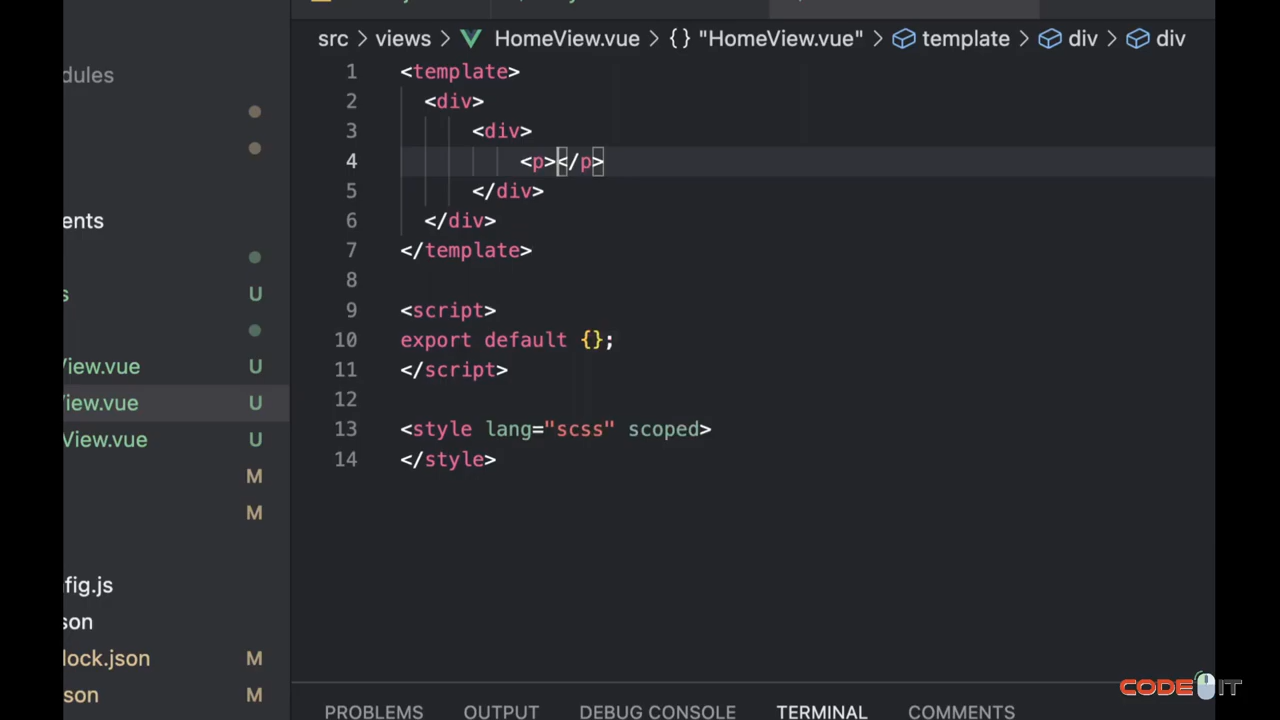 src > views > HomeView.vue > {} "HomeView.vue" > template > div > div
dules
ents
s
View.vue
iew.vue
View.vue
fig.js
son
lock.json
son
U
U
U
U
M
M
M
M
1 <template>
2 <div>
3 <div>
4 <p></p>
5 </div>
6 </div>
7 </template>
8
9 <script>
10 export default {};
11 </script>
12
13 <style lang="scss" scoped>
14 </style>
PROBLEMS OUTPUT DEBUG CONSOLE TERMINAL COMMENTS
CODE IT